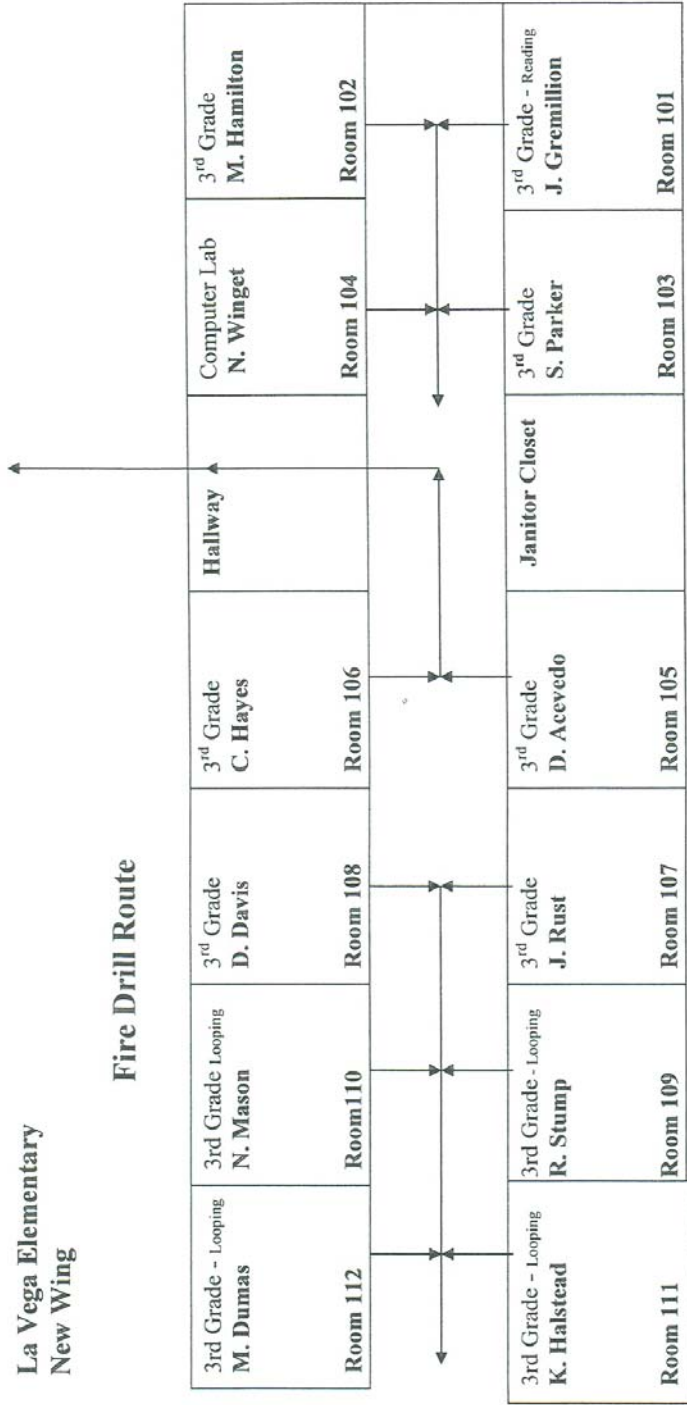 La Vega Elementary
New Wing
Fire Drill Route
3rd Grade - Looping
M. Dumas
Room 112
3rd Grade Looping
N. Mason
Room110
3rd Grade
D. Davis
Room 108
3rd Grade
C. Hayes
Room 106
Hallway
Computer Lab
N. Winget
Room 104
3rd Grade
M. Hamilton
Room 102
3rd Grade - Looping
K. Halstead
Room 111
3rd Grade - Looping
R. Stump
Room 109
3rd Grade
J. Rust
Room 107
3rd Grade
D. Acevedo
Room 105
Janitor Closet
3rd Grade
S. Parker
Room 103
3rd Grade - Reading
J. Gremillion
Room 101